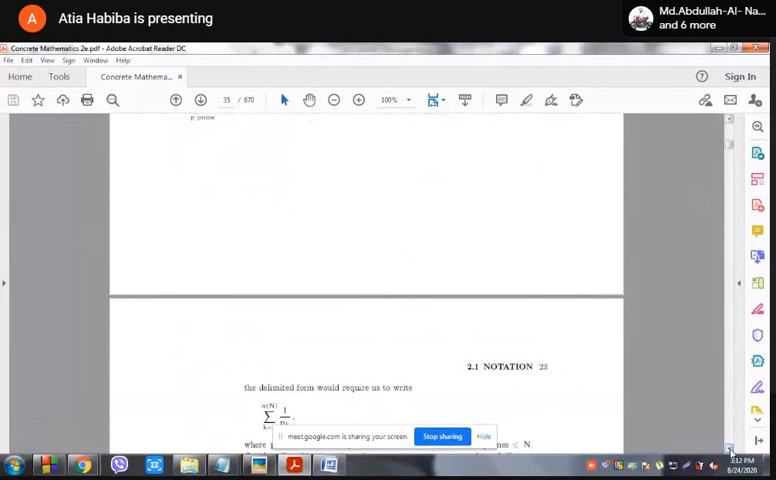 A Atia Habiba is presenting
Md.Abdullah-Al- Na...
and 6 more
Concrete Mathematics 2e.pdf - Adobe Acrobat Reader DC
File Edit View Sign Window Help
Home Tools Concrete Mathema... × Sign In
35 / 670 100%
p prime
2.1 NOTATION 23
the delimited form would require us to write
meet.google.com is sharing your screen. Stop sharing Hide
where
≤ N.
3:12 PM
8/24/2020